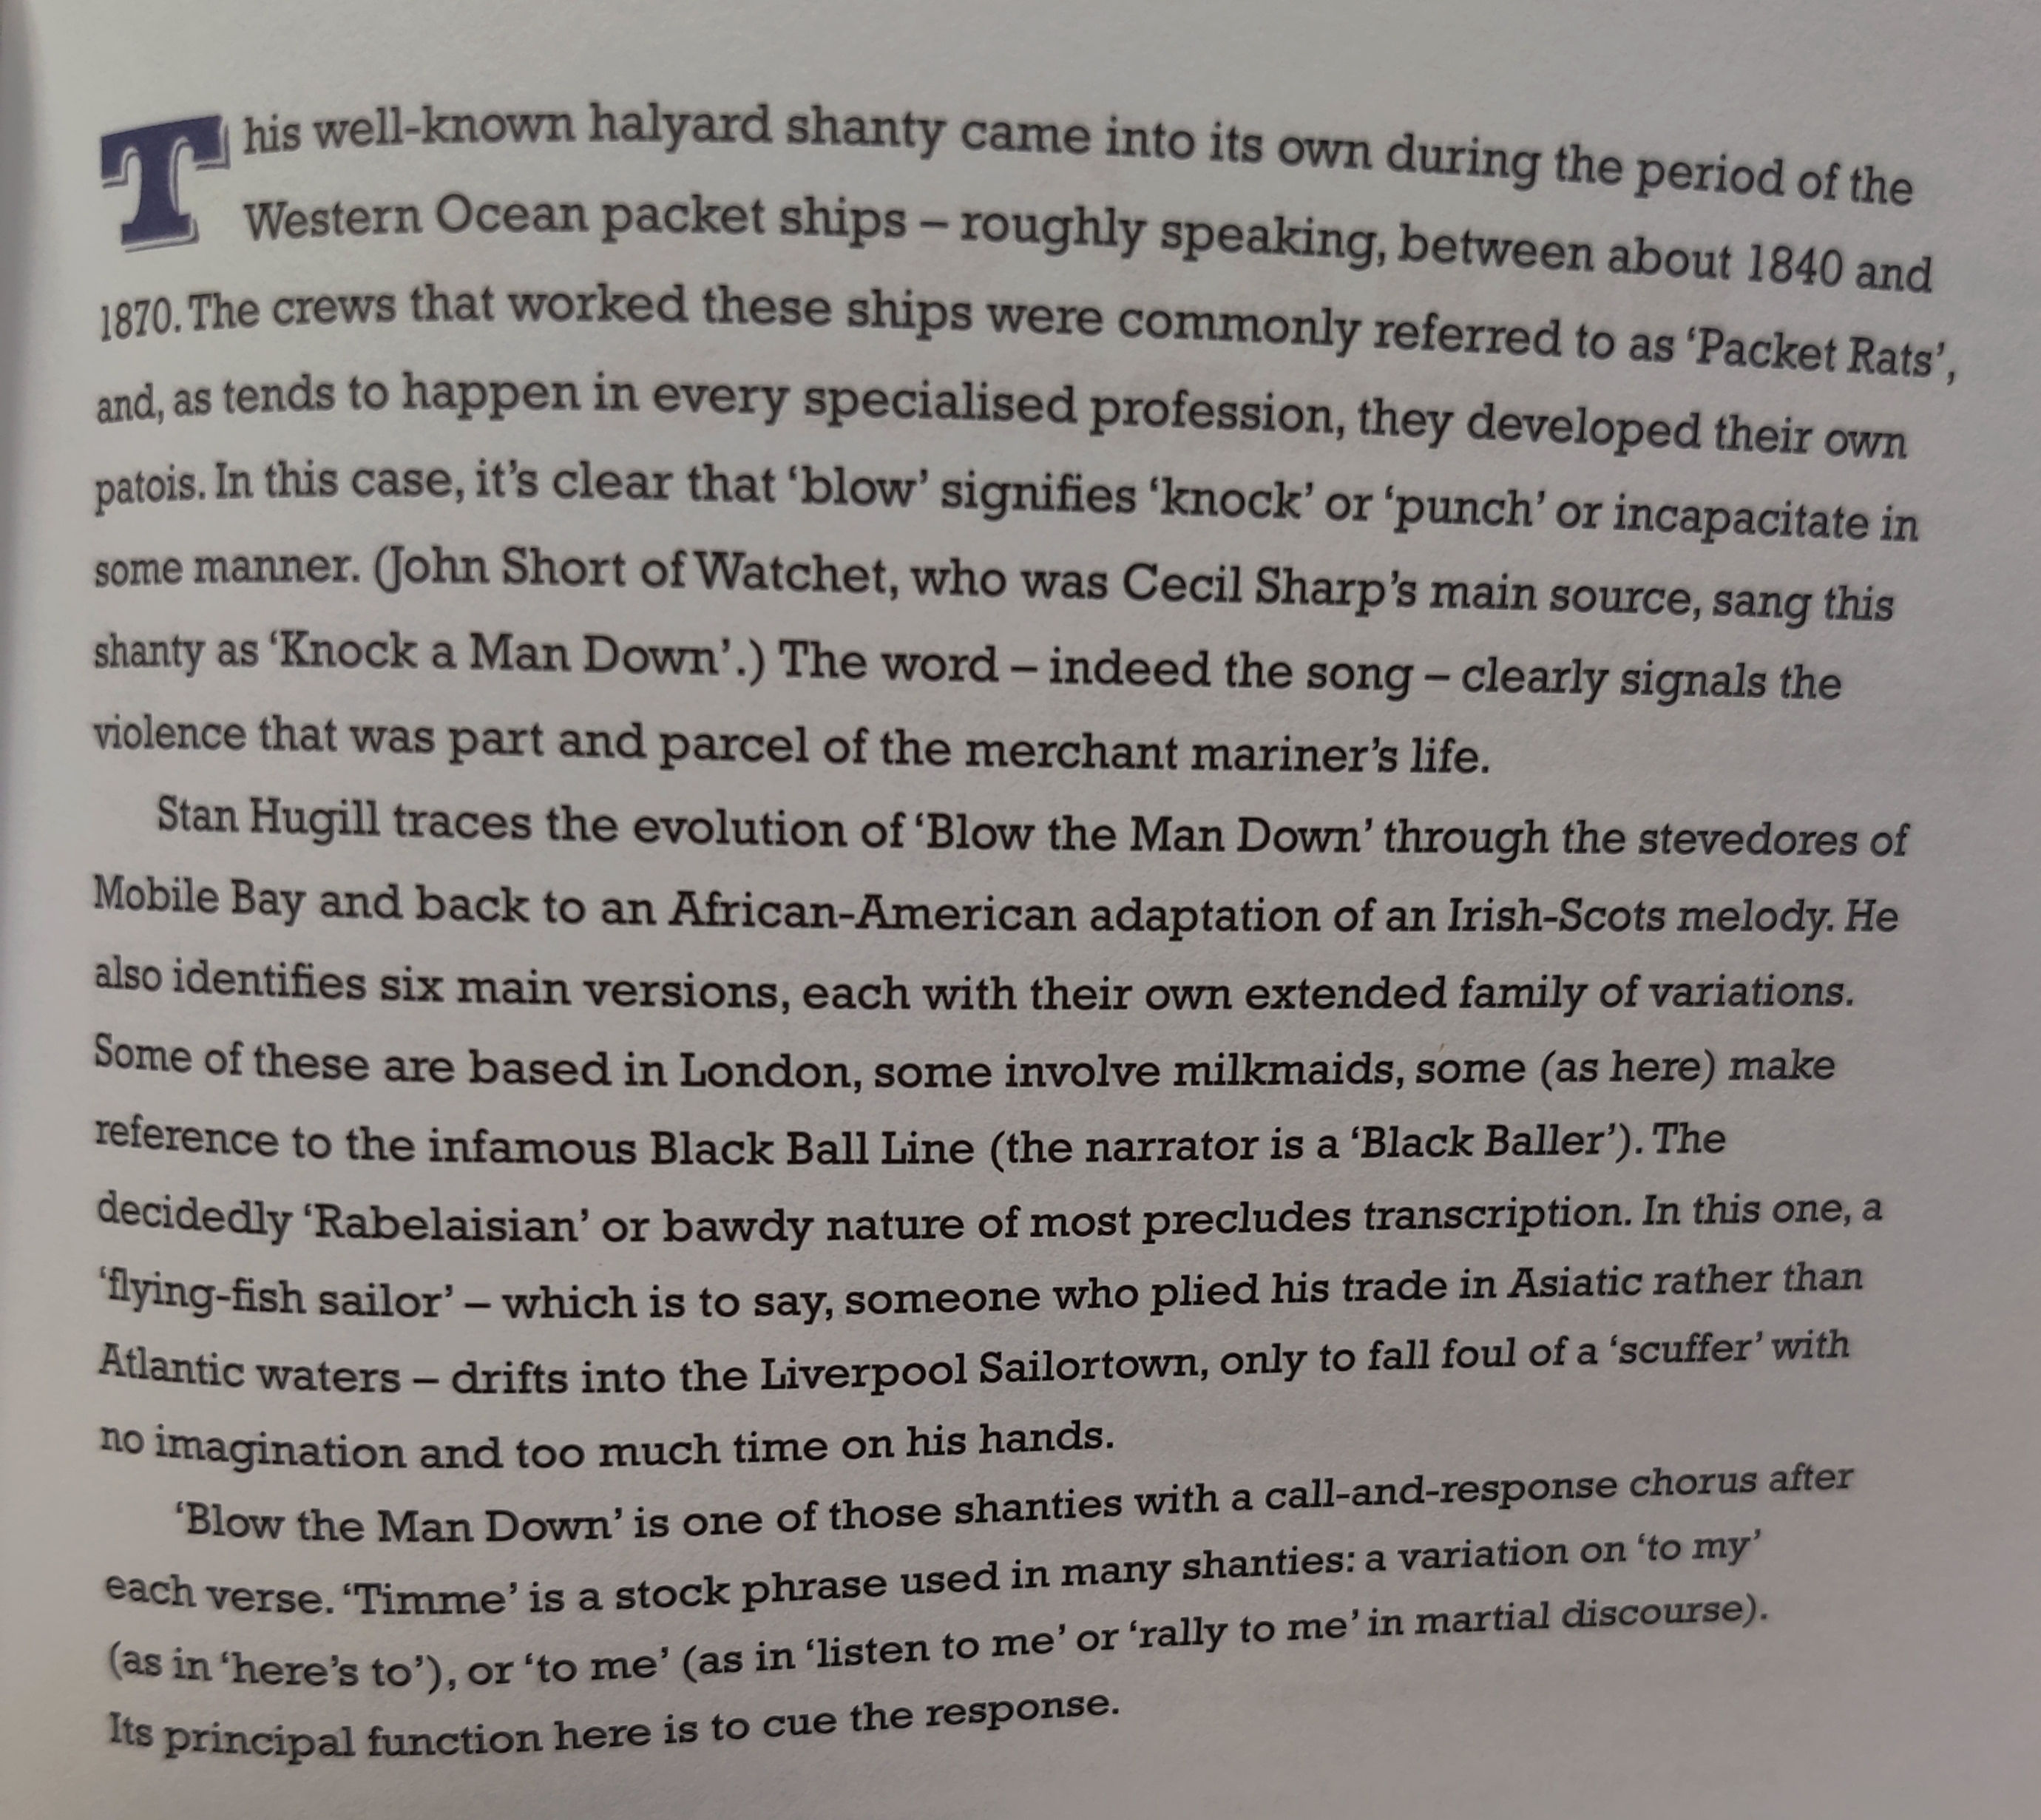 This well-known halyard shanty came into its own during the period of the
Western Ocean packet ships – roughly speaking, between about 1840 and
1870. The crews that worked these ships were commonly referred to as ‘Packet Rats’,
and, as tends to happen in every specialised profession, they developed their own
patois. In this case, it’s clear that ‘blow’ signifies ‘knock’ or ‘punch’ or incapacitate in
some manner. (John Short of Watchet, who was Cecil Sharp’s main source, sang this
shanty as ‘Knock a Man Down’.) The word – indeed the song – clearly signals the
violence that was part and parcel of the merchant mariner’s life.
Stan Hugill traces the evolution of ‘Blow the Man Down’ through the stevedores of
Mobile Bay and back to an African-American adaptation of an Irish-Scots melody. He
also identifies six main versions, each with their own extended family of variations.
Some of these are based in London, some involve milkmaids, some (as here) make
reference to the infamous Black Ball Line (the narrator is a ‘Black Baller’). The
decidedly ‘Rabelaisian’ or bawdy nature of most precludes transcription. In this one, a
‘flying-fish sailor’ – which is to say, someone who plied his trade in Asiatic rather than
Atlantic waters – drifts into the Liverpool Sailortown, only to fall foul of a ‘scuffer’ with
no imagination and too much time on his hands.
‘Blow the Man Down’ is one of those shanties with a call-and-response chorus after
each verse. ‘Timme’ is a stock phrase used in many shanties: a variation on ‘to my’
(as in ‘here’s to’), or ‘to me’ (as in ‘listen to me’ or ‘rally to me’ in martial discourse).
Its principal function here is to cue the response.